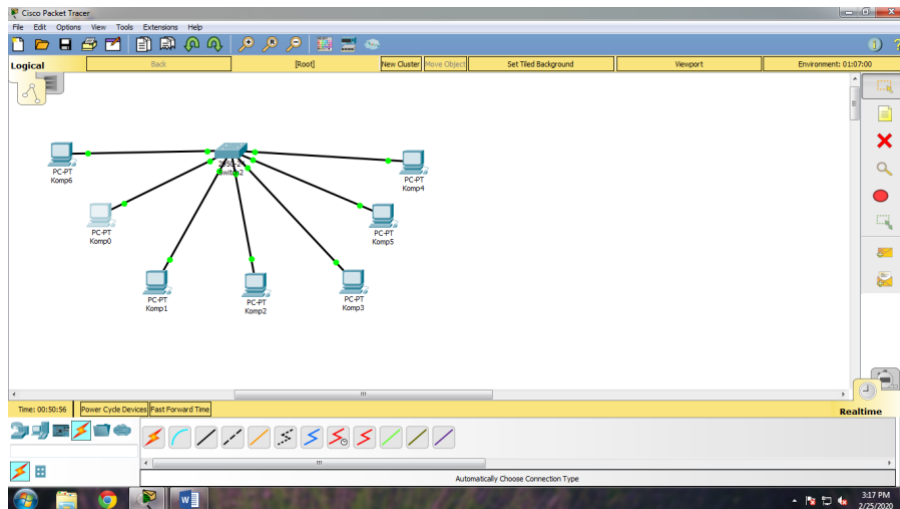 Cisco Packet Tracer
File Edit Options View Tools Extensions Help
Logical
Back
[Root]
New Cluster
Move Object
Set Tiled Background
Viewport
Environment: 01:07:00
PC-PT
Komp6
PC-PT
Komp4
PC-PT
Komp0
PC-PT
Komp5
PC-PT
Komp1
PC-PT
Komp2
PC-PT
Komp3
Time: 00:50:56
Power Cycle Devices
Fast Forward Time
Realtime
Automatically Choose Connection Type
3:17 PM
2/25/2020